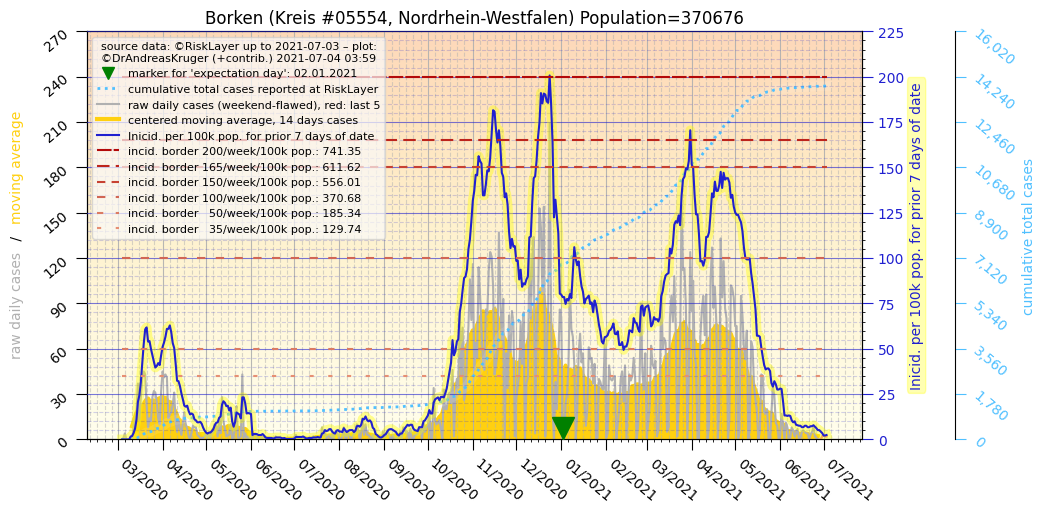 Borken (Kreis #05554, Nordrhein-Westfalen) Population=370676
source data: ©RiskLayer up to 2021-07-03 – plot:
©DrAndreasKruger (+contrib.) 2021-07-04 03:59
marker for 'expectation day': 02.01.2021
cumulative total cases reported at RiskLayer
raw daily cases (weekend-flawed), red: last 5
centered moving average, 14 days cases
Inicid. per 100k pop. for prior 7 days of date
incid. border 200/week/100k pop.: 741.35
incid. border 165/week/100k pop.: 611.62
incid. border 150/week/100k pop.: 556.01
incid. border 100/week/100k pop.: 370.68
incid. border 50/week/100k pop.: 185.34
incid. border 35/week/100k pop.: 129.74
raw daily cases / moving average
270
240
210
180
150
120
90
60
30
0
03/2020
04/2020
05/2020
06/2020
07/2020
08/2020
09/2020
10/2020
11/2020
12/2020
01/2021
02/2021
03/2021
04/2021
05/2021
06/2021
07/2021
225
200
175
150
125
100
75
50
25
0
Inicid. per 100k pop. for prior 7 days of date
16,020
14,240
12,460
10,680
8,900
7,120
5,340
3,560
1,780
0
cumulative total cases